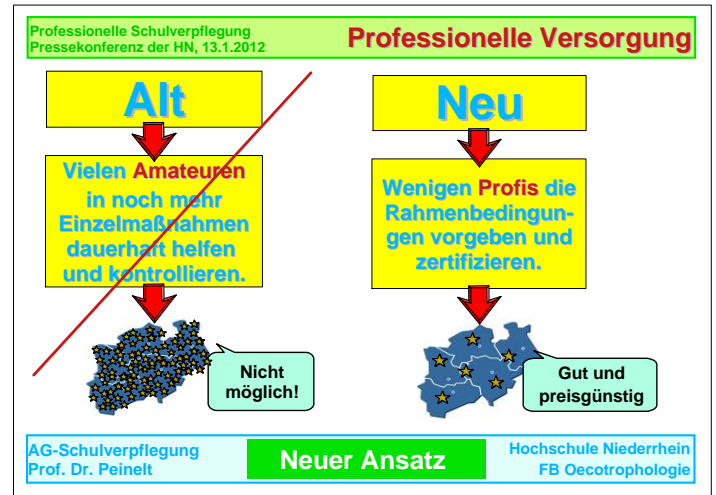 Professionelle Schulverpflegung
Pressekonferenz der HN, 13.1.2012
Professionelle Versorgung
Alt
Vielen Amateuren
in noch mehr
Einzelmaßnahmen
dauerhaft helfen
und kontrollieren.
Nicht
möglich!
Neu
Wenigen Profis die
Rahmenbedingun-
gen vorgeben und
zertifizieren.
Gut und
preisgünstig
AG-Schulverpflegung
Prof. Dr. Peinelt
Neuer Ansatz
Hochschule Niederrhein
FB Oecotrophologie